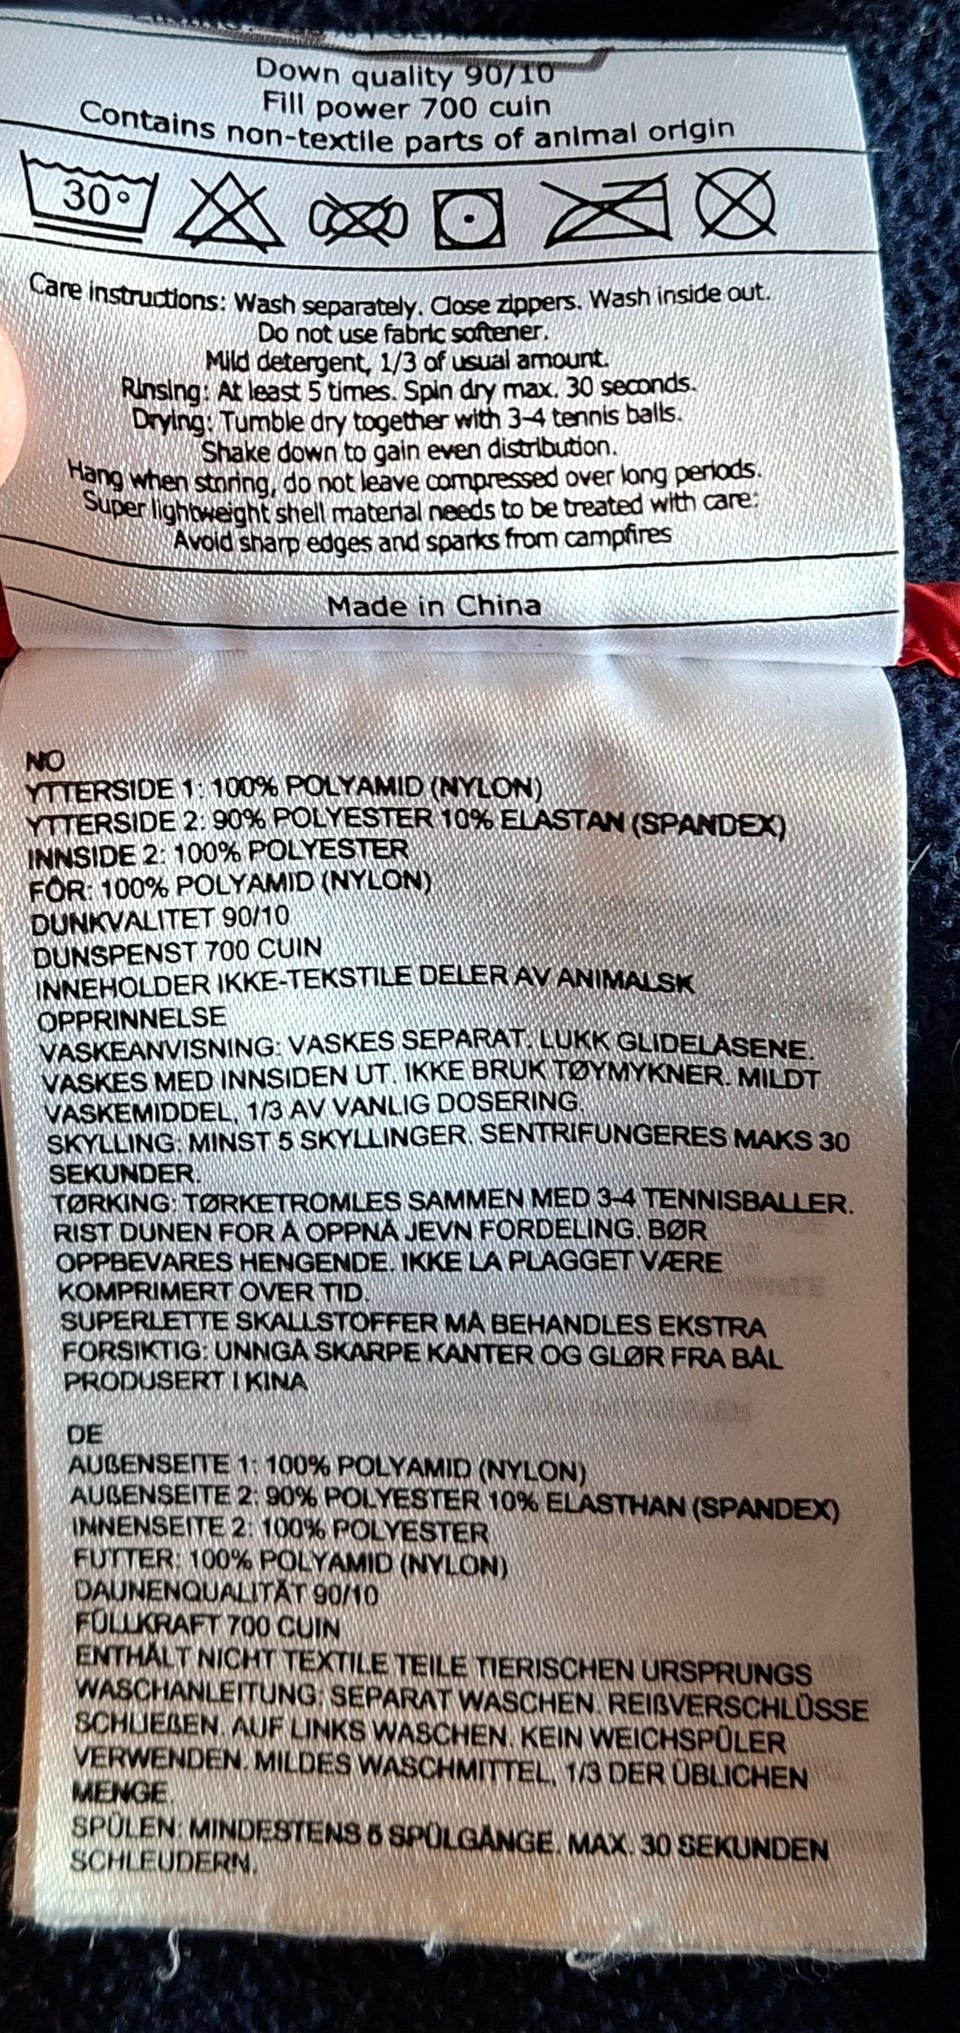 Down quality 90/10
Fill power 700 cuin
Contains non-textile parts of animal origin
30°
Care instructions: Wash separately. Close zippers. Wash inside out.
Do not use fabric softener.
Mild detergent, 1/3 of usual amount.
Rinsing: At least 5 times. Spin dry max. 30 seconds.
Drying: Tumble dry together with 3-4 tennis balls.
Shake down to gain even distribution.
Hang when storing, do not leave compressed over long periods.
Super lightweight shell material needs to be treated with care:
Avoid sharp edges and sparks from campfires
Made in China
NO
YTTERSIDE 1: 100% POLYAMID (NYLON)
YTTERSIDE 2: 90% POLYESTER 10% ELASTAN (SPANDEX)
INNSIDE 2: 100% POLYESTER
FÔR: 100% POLYAMID (NYLON)
DUNKVALITET 90/10
DUNSPENST 700 CUIN
INNEHOLDER IKKE-TEKSTILE DELER AV ANIMALSK
OPPRINNELSE
VASKEANVISNING: VASKES SEPARAT. LUKK GLIDELÅSENE.
VASKES MED INNSIDEN UT. IKKE BRUK TØYMYKNER. MILDT
VASKEMIDDEL, 1/3 AV VANLIG DOSERING.
SKYLLING: MINST 5 SKYLLINGER. SENTRIFUNGERES MAKS 30
SEKUNDER.
TØRKING: TØRKETROMLES SAMMEN MED 3-4 TENNISBALLER.
RIST DUNEN FOR Å OPPNÅ JEVN FORDELING. BØR
OPPBEVARES HENGENDE. IKKE LA PLAGGET VÆRE
KOMPRIMERT OVER TID.
SUPERLETTE SKALLSTOFFER MÅ BEHANDLES EKSTRA
FORSIKTIG: UNNGÅ SKARPE KANTER OG GLØR FRA BÅL
PRODUSERT I KINA
DE
AUßENSEITE 1: 100% POLYAMID (NYLON)
AUßENSEITE 2: 90% POLYESTER 10% ELASTHAN (SPANDEX)
INNENSEITE 2: 100% POLYESTER
FUTTER: 100% POLYAMID (NYLON)
DAUNENQUALITÄT 90/10
FÜLLKRAFT 700 CUIN
ENTHÄLT NICHT TEXTILE TEILE TIERISCHEN URSPRUNGS
WASCHANLEITUNG: SEPARAT WASCHEN. REIßVERSCHLÜSSE
SCHLIEßEN. AUF LINKS WASCHEN. KEIN WEICHSPÜLER
VERWENDEN. MILDES WASCHMITTEL, 1/3 DER ÜBLICHEN
MENGE.
SPÜLEN: MINDESTENS 5 SPÜLGÄNGE. MAX. 30 SEKUNDEN
SCHLEUDERN.